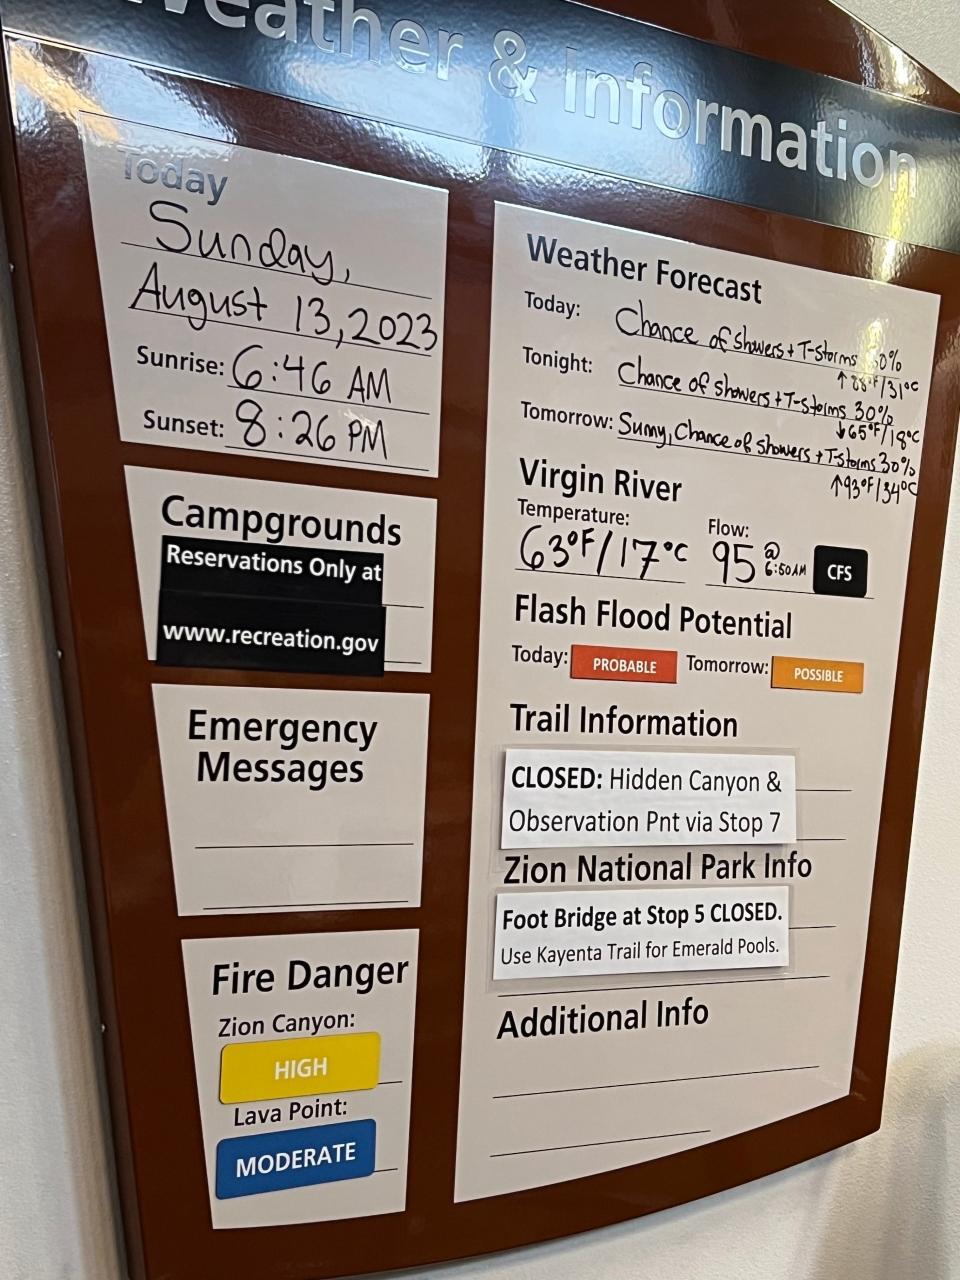 Weather & Information
Today
Sunday,
August 13, 2023
Sunrise: 6:46 AM
Sunset: 8:26 PM
Campgrounds
Reservations Only at
www.recreation.gov
Emergency
Messages
Fire Danger
Zion Canyon:
HIGH
Lava Point:
MODERATE
Weather Forecast
Today: Chance of showers + T-storms
31°C
Tonight: Chance of showers + T-storms 30%
↓65°F/18°C
Tomorrow: Sunny, Chance of showers + T-storms 30%
↑93°F/34°C
Virgin River
Temperature: Flow:
63°F/17°C 95 @ 6:50AM CFS
Flash Flood Potential
Today: PROBABLE Tomorrow: POSSIBLE
Trail Information
CLOSED: Hidden Canyon &
Observation Pnt via Stop 7
Zion National Park Info
Foot Bridge at Stop 5 CLOSED.
Use Kayenta Trail for Emerald Pools.
Additional Info